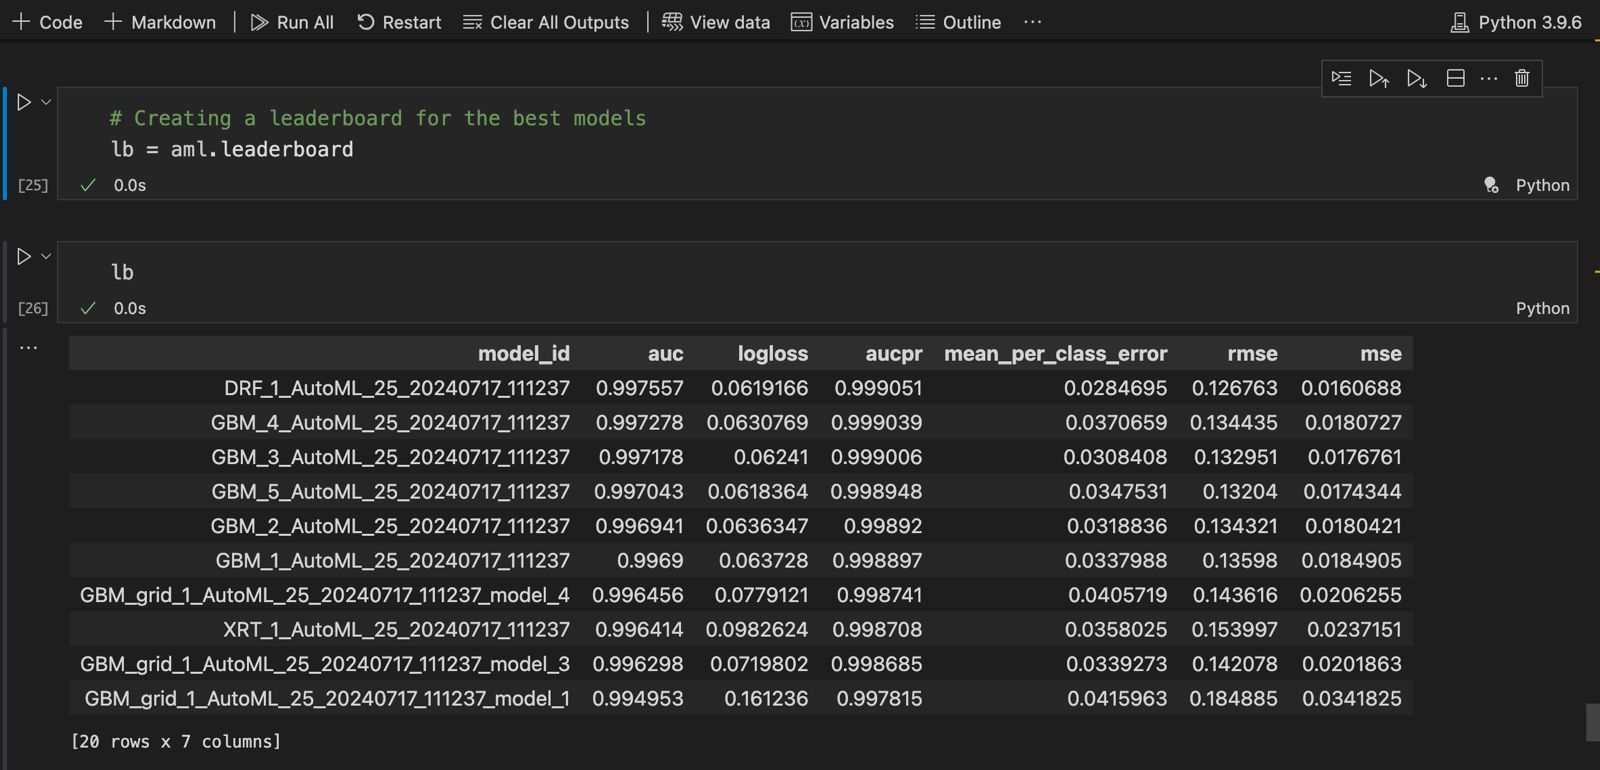 Code Markdown Run All Restart Clear All Outputs View data Variables Outline ... Python 3.9.6
# Creating a leaderboard for the best models
lb = aml.leaderboard
[25] 0.0s Python
lb
[26] 0.0s Python
model_id auc logloss aucpr mean_per_class_error rmse mse
DRF_1_AutoML_25_20240717_111237 0.997557 0.0619166 0.999051 0.0284695 0.126763 0.0160688
GBM_4_AutoML_25_20240717_111237 0.997278 0.0630769 0.999039 0.0370659 0.134435 0.0180727
GBM_3_AutoML_25_20240717_111237 0.997178 0.06241 0.999006 0.0308408 0.132951 0.0176761
GBM_5_AutoML_25_20240717_111237 0.997043 0.0618364 0.998948 0.0347531 0.13204 0.0174344
GBM_2_AutoML_25_20240717_111237 0.996941 0.0636347 0.99892 0.0318836 0.134321 0.0180421
GBM_1_AutoML_25_20240717_111237 0.9969 0.063728 0.998897 0.0337988 0.13598 0.0184905
GBM_grid_1_AutoML_25_20240717_111237_model_4 0.996456 0.0779121 0.998741 0.0405719 0.143616 0.0206255
XRT_1_AutoML_25_20240717_111237 0.996414 0.0982624 0.998708 0.0358025 0.153997 0.0237151
GBM_grid_1_AutoML_25_20240717_111237_model_3 0.996298 0.0719802 0.998685 0.0339273 0.142078 0.0201863
GBM_grid_1_AutoML_25_20240717_111237_model_1 0.994953 0.161236 0.997815 0.0415963 0.184885 0.0341825
[20 rows x 7 columns]